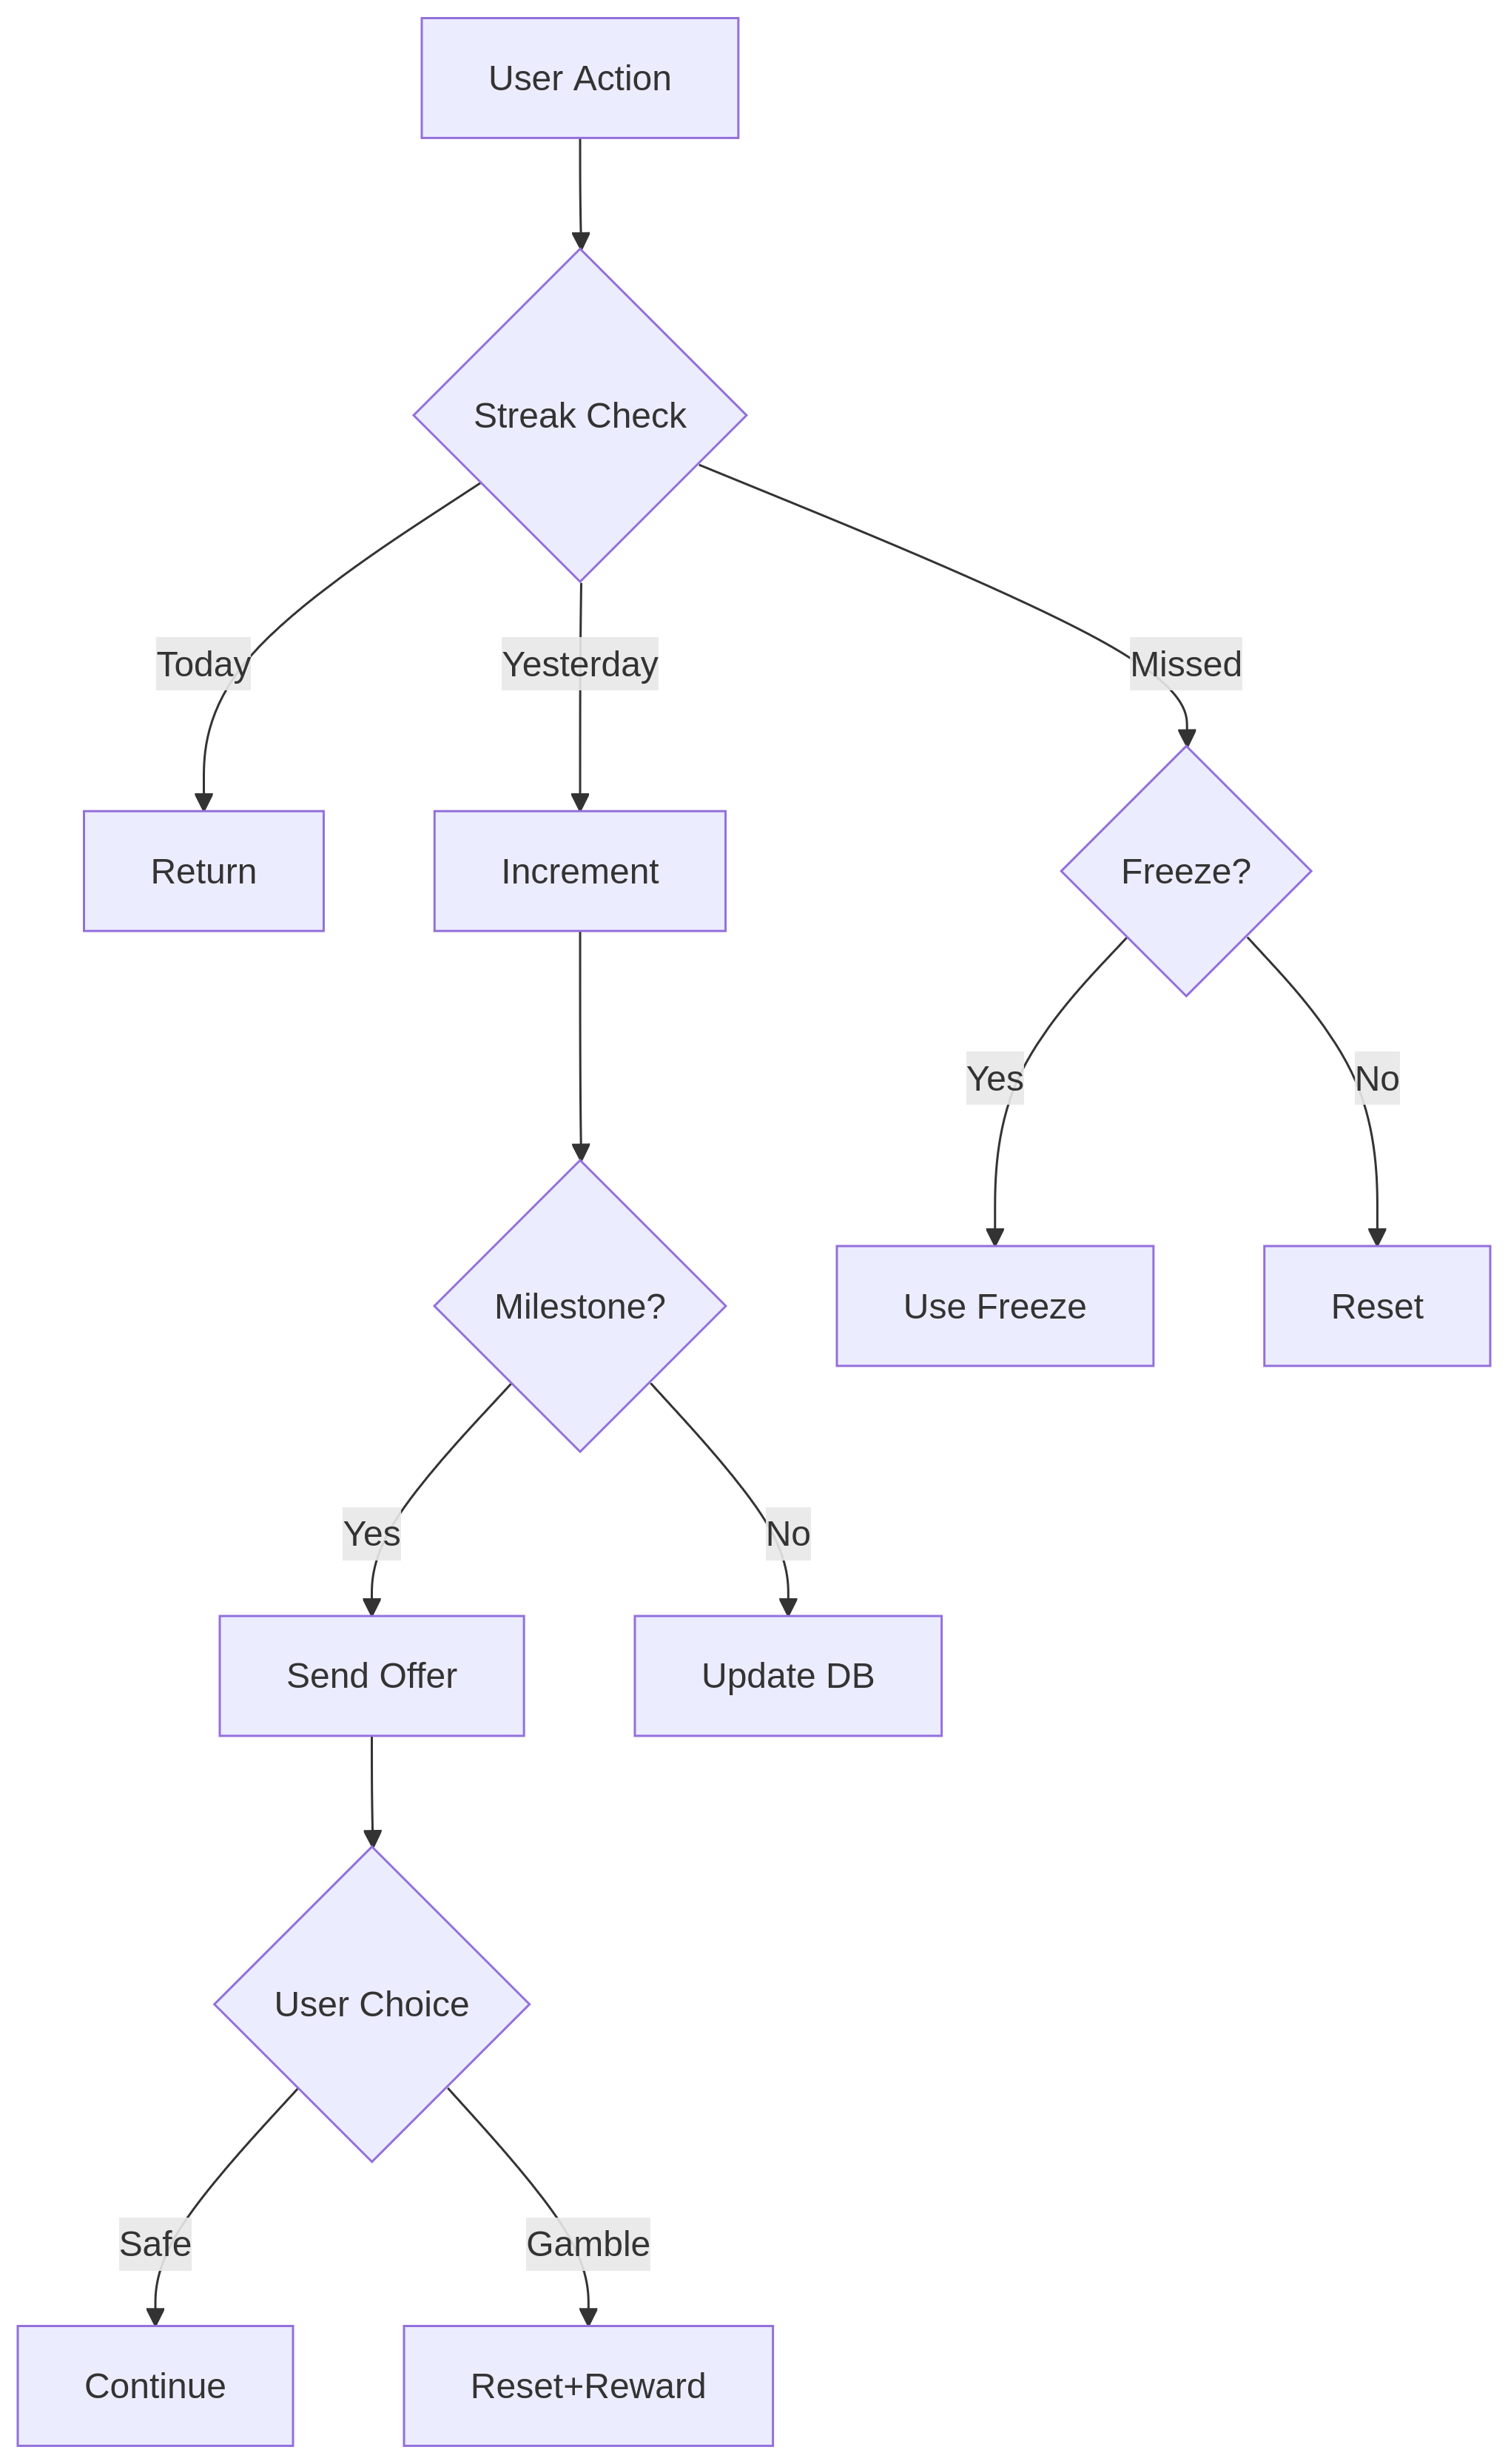 User Action
Streak Check
Today
Yesterday
Missed
Return
Increment
Freeze?
Yes
No
Milestone?
Use Freeze
Reset
Yes
No
Send Offer
Update DB
User Choice
Safe
Gamble
Continue
Reset+Reward